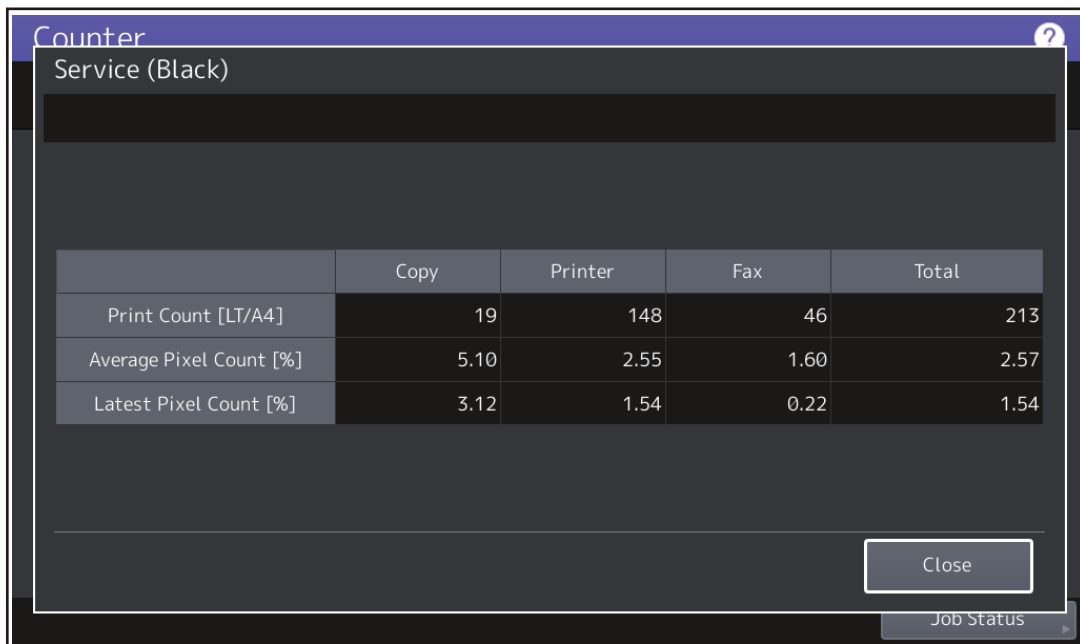 Counter
?
Service (Black)
Copy Printer Fax Total
Print Count [LT/A4] 19 148 46 213
Average Pixel Count [%] 5.10 2.55 1.60 2.57
Latest Pixel Count [%] 3.12 1.54 0.22 1.54
Close
Job Status